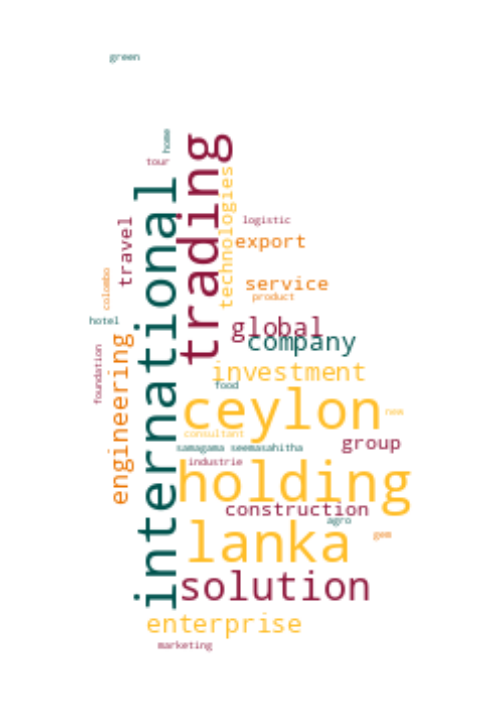 green
home
tour
trading
technologies
international
travel
logistic
export
colombo
service
product
hotel
global
company
engineering
foundation
investment
food
ceylon
new
consultant
group
samagama seemasahitha
industrie
holding
construction
agro
lanka
gem
solution
enterprise
marketing